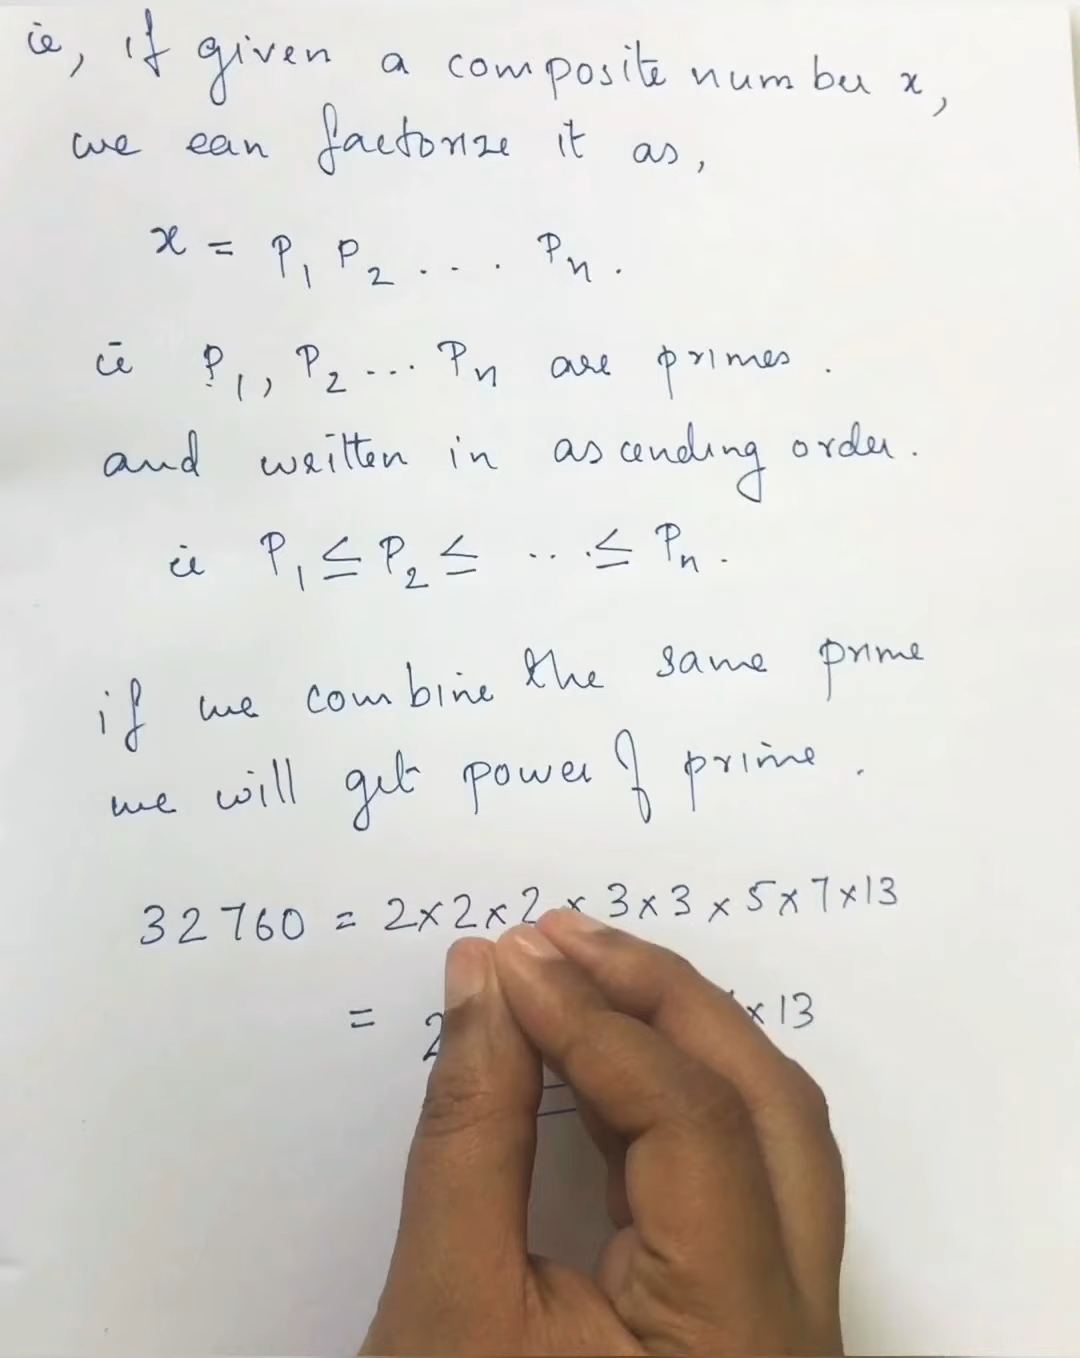 ie, if given a composite number x,
we can factorize it as,
x = P₁ P₂ .... Pₙ.
ie P₁, P₂ ... Pₙ are primes.
and written in ascending order.
ie P₁ ≤ P₂ ≤ .... ≤ Pₙ.
if we combine the same prime
we will get power of prime.
32760 = 2×2×2×3×3×5×7×13
= 2 ×13